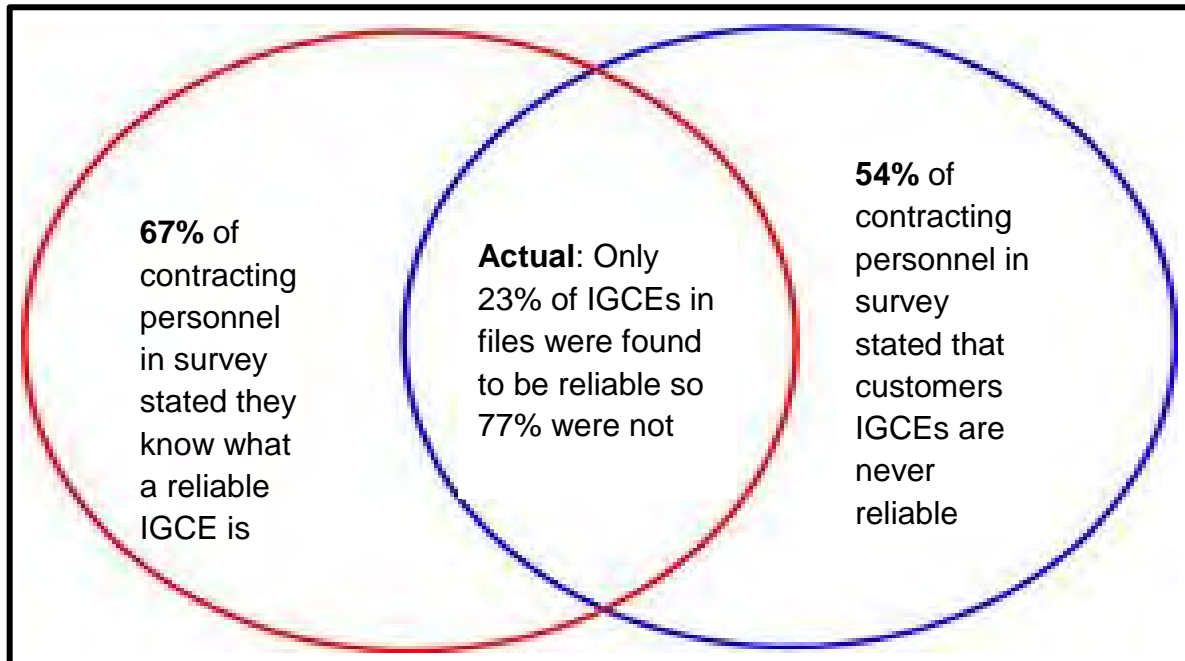 67% of
contracting
personnel
in survey
stated they
know what
a reliable
IGCE is
Actual: Only
23% of IGCEs in
files were found
to be reliable so
77% were not
54% of
contracting
personnel in
survey
stated that
customers
IGCEs are
never
reliable